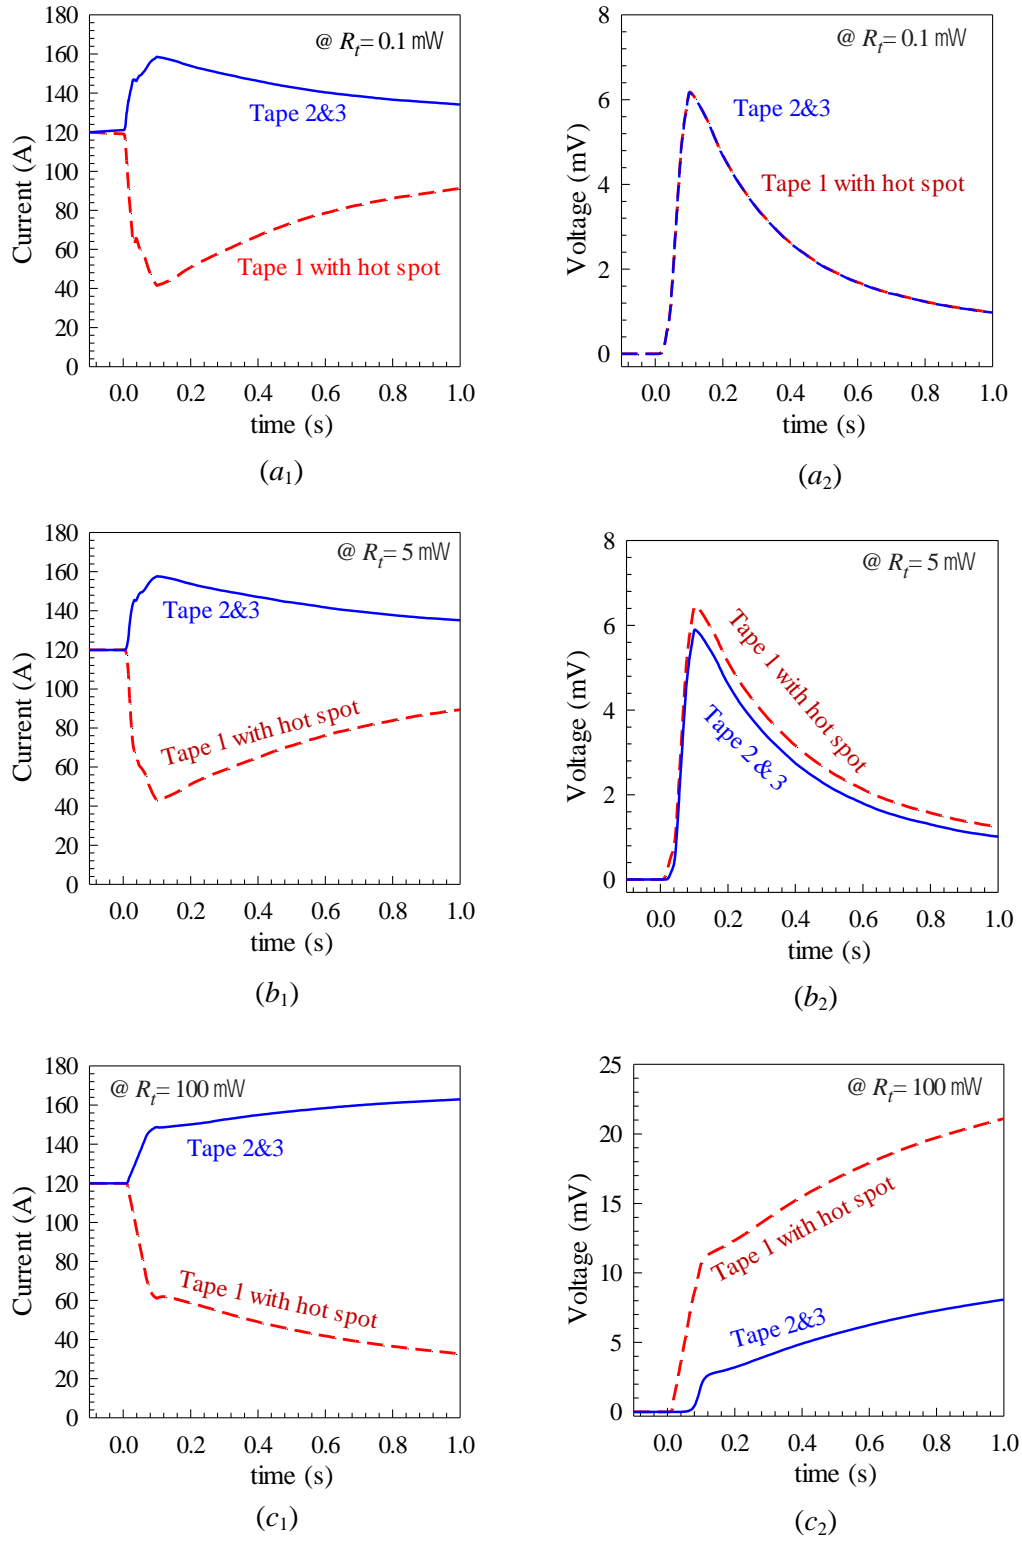 180
160
140
120
100
80
60
40
20
0
Current (A)
@ Rt= 0.1 mW
Tape 2&3
Tape 1 with hot spot
0.0 0.2 0.4 0.6 0.8 1.0
time (s)
(a1)
8
6
4
2
0
Voltage (mV)
@ Rt= 0.1 mW
Tape 2&3
Tape 1 with hot spot
0.0 0.2 0.4 0.6 0.8 1.0
time (s)
(a2)
180
160
140
120
100
80
60
40
20
0
Current (A)
@ Rt= 5 mW
Tape 2&3
Tape 1 with hot spot
0.0 0.2 0.4 0.6 0.8 1.0
time (s)
(b1)
8
6
4
2
0
Voltage (mV)
@ Rt= 5 mW
Tape 1 with hot spot
Tape 2 & 3
0.0 0.2 0.4 0.6 0.8 1.0
time (s)
(b2)
180
160
140
120
100
80
60
40
20
0
Current (A)
@ Rt= 100 mW
Tape 2&3
Tape 1 with hot spot
0.0 0.2 0.4 0.6 0.8 1.0
time (s)
(c1)
25
20
15
10
5
0
Voltage (mV)
@ Rt= 100 mW
Tape 1 with hot spot
Tape 2&3
0.0 0.2 0.4 0.6 0.8 1.0
time (s)
(c2)